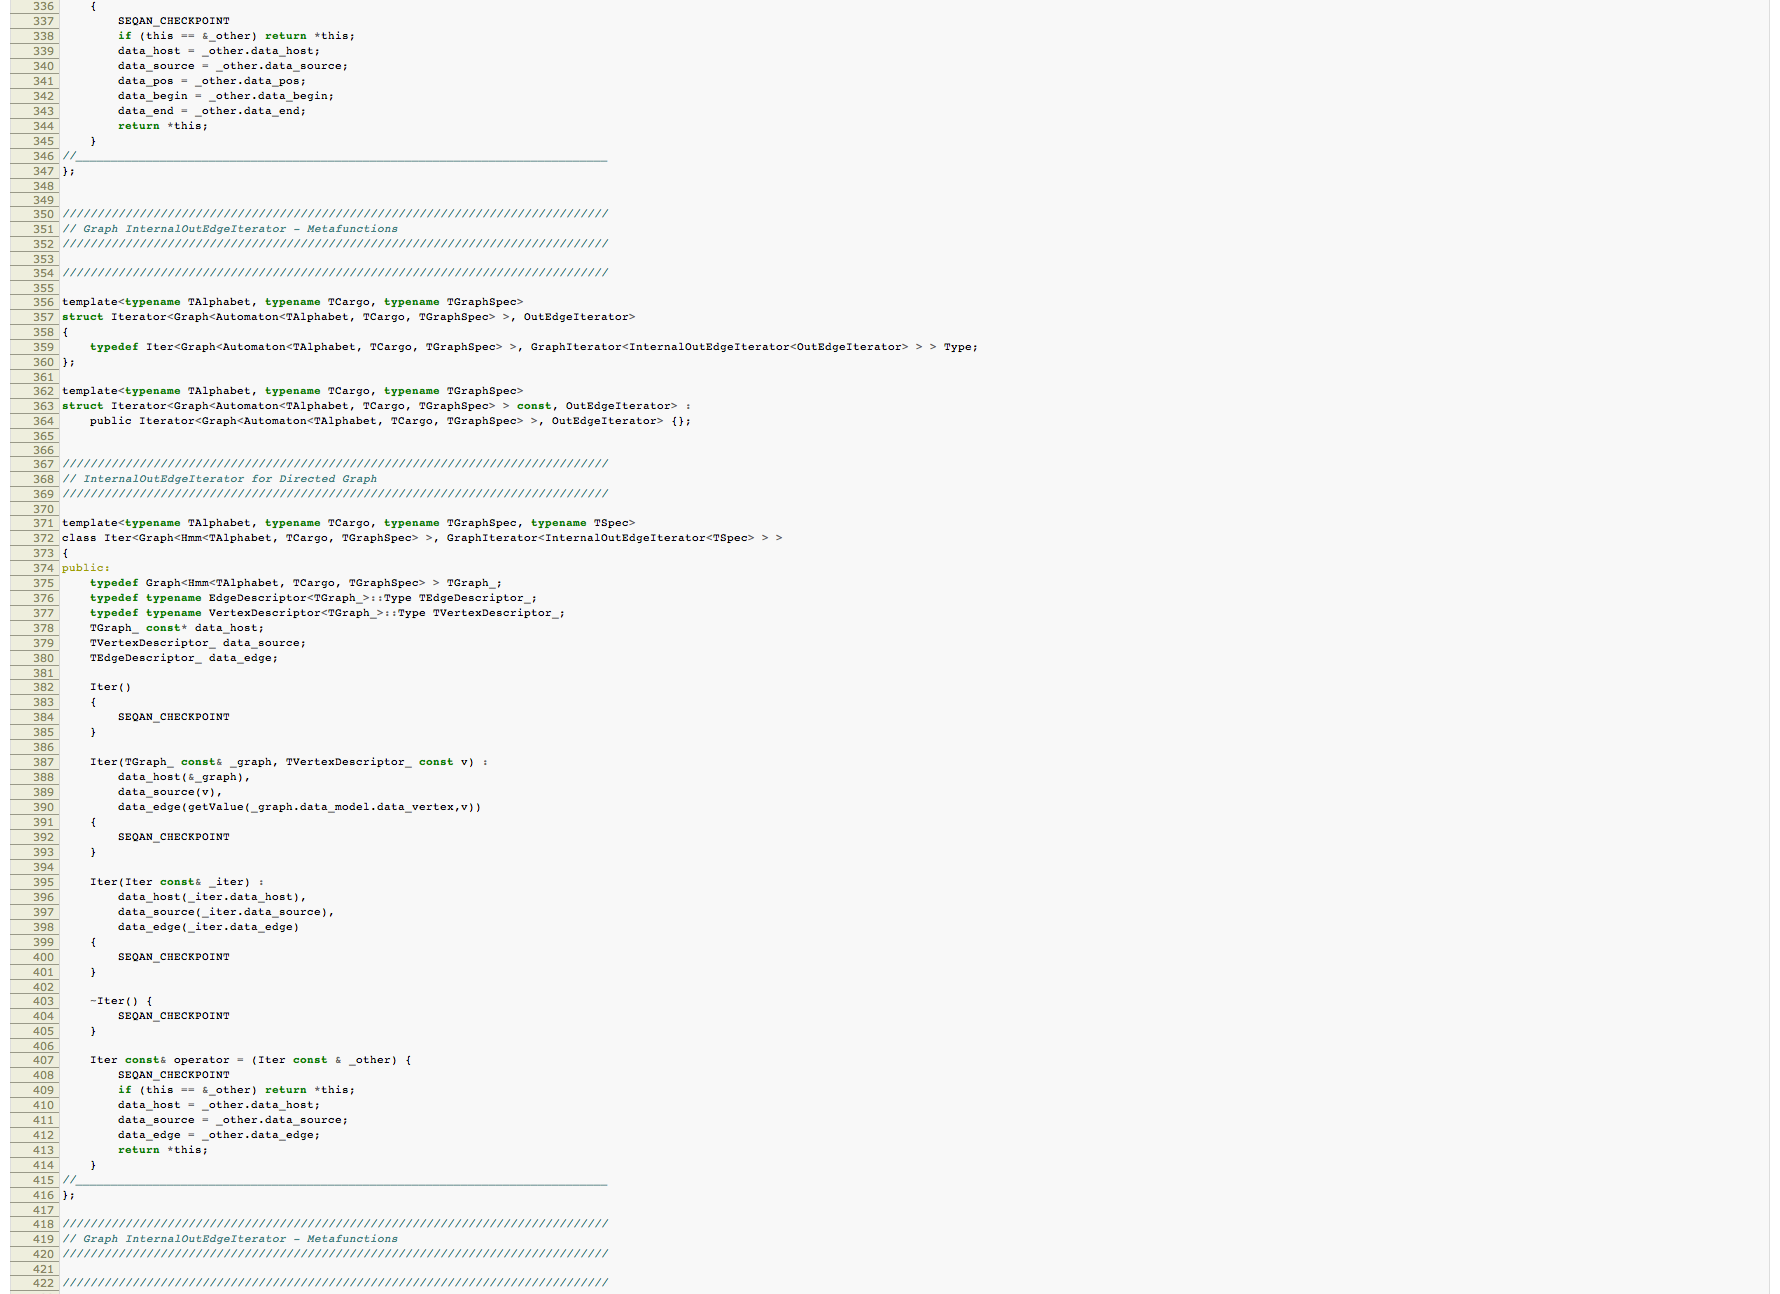 336     {
337         SEQAN_CHECKPOINT
338         if (this == &_other) return *this;
339         data_host = _other.data_host;
340         data_source = _other.data_source;
341         data_pos = _other.data_pos;
342         data_begin = _other.data_begin;
343         data_end = _other.data_end;
344         return *this;
345     }
346 //____________________________________________________________________________
347 };
348
349
350 //////////////////////////////////////////////////////////////////////////////
351 // Graph InternalOutEdgeIterator - Metafunctions
352 //////////////////////////////////////////////////////////////////////////////
353
354 //////////////////////////////////////////////////////////////////////////////
355
356 template<typename TAlphabet, typename TCargo, typename TGraphSpec>
357 struct Iterator<Graph<Automaton<TAlphabet, TCargo, TGraphSpec> >, OutEdgeIterator>
358 {
359     typedef Iter<Graph<Automaton<TAlphabet, TCargo, TGraphSpec> >, GraphIterator<InternalOutEdgeIterator<OutEdgeIterator> > > Type;
360 };
361
362 template<typename TAlphabet, typename TCargo, typename TGraphSpec>
363 struct Iterator<Graph<Automaton<TAlphabet, TCargo, TGraphSpec> > const, OutEdgeIterator> :
364     public Iterator<Graph<Automaton<TAlphabet, TCargo, TGraphSpec> >, OutEdgeIterator> {};
365
366
367 //////////////////////////////////////////////////////////////////////////////
368 // InternalOutEdgeIterator for Directed Graph
369 //////////////////////////////////////////////////////////////////////////////
370
371 template<typename TAlphabet, typename TCargo, typename TGraphSpec, typename TSpec>
372 class Iter<Graph<Hmm<TAlphabet, TCargo, TGraphSpec> >, GraphIterator<InternalOutEdgeIterator<TSpec> > >
373 {
374 public:
375     typedef Graph<Hmm<TAlphabet, TCargo, TGraphSpec> > TGraph_;
376     typedef typename EdgeDescriptor<TGraph_>::Type TEdgeDescriptor_;
377     typedef typename VertexDescriptor<TGraph_>::Type TVertexDescriptor_;
378     TGraph_ const* data_host;
379     TVertexDescriptor_ data_source;
380     TEdgeDescriptor_ data_edge;
381
382     Iter()
383     {
384         SEQAN_CHECKPOINT
385     }
386
387     Iter(TGraph_ const& _graph, TVertexDescriptor_ const v) :
388         data_host(&_graph),
389         data_source(v),
390         data_edge(getValue(_graph.data_model.data_vertex,v))
391     {
392         SEQAN_CHECKPOINT
393     }
394
395     Iter(Iter const& _iter) :
396         data_host(_iter.data_host),
397         data_source(_iter.data_source),
398         data_edge(_iter.data_edge)
399     {
400         SEQAN_CHECKPOINT
401     }
402
403     ~Iter() {
404         SEQAN_CHECKPOINT
405     }
406
407     Iter const& operator = (Iter const & _other) {
408         SEQAN_CHECKPOINT
409         if (this == &_other) return *this;
410         data_host = _other.data_host;
411         data_source = _other.data_source;
412         data_edge = _other.data_edge;
413         return *this;
414     }
415 //____________________________________________________________________________
416 };
417
418 //////////////////////////////////////////////////////////////////////////////
419 // Graph InternalOutEdgeIterator - Metafunctions
420 //////////////////////////////////////////////////////////////////////////////
421
422 //////////////////////////////////////////////////////////////////////////////